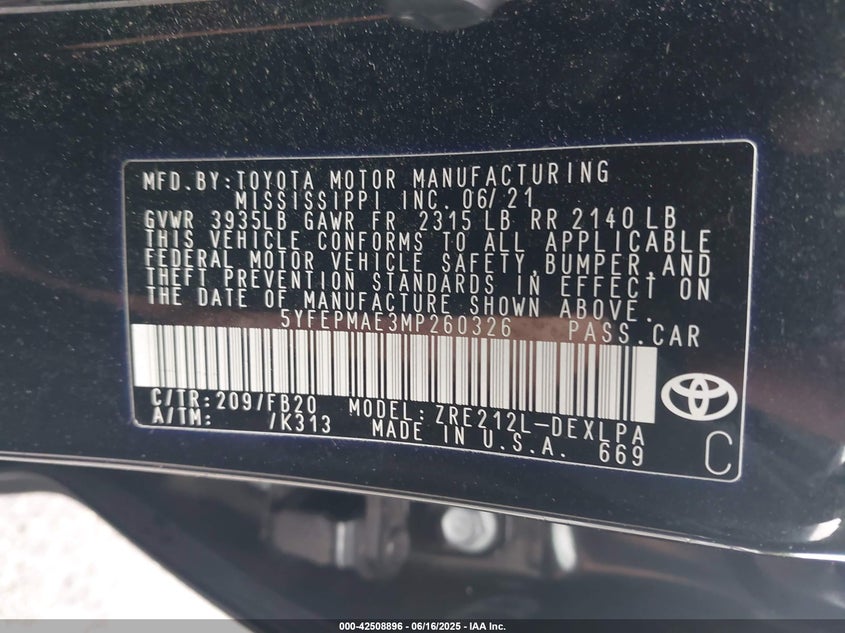 MFD.BY:TOYOTA MOTOR MANUFACTURING
MISSISSIPPI INC. 06/21
GVWR 3935LB GAWR FR 2315 LB RR 2140 LB
THIS VEHICLE CONFORMS TO ALL APPLICABLE
FEDERAL MOTOR VEHICLE SAFETY,BUMPER,AND
THEFT PREVENTION STANDARDS IN EFFECT ON
THE DATE OF MANUFACTURE SHOWN ABOVE.
5YFEPMAE3MP260326 PASS.CAR
C/TR:209/FB20 MODEL:ZRE212L-DEXLPA
A/TM: /K313 MADE IN U.S.A. 669
C
000-42508896 - 06/16/2025 - IAA Inc.